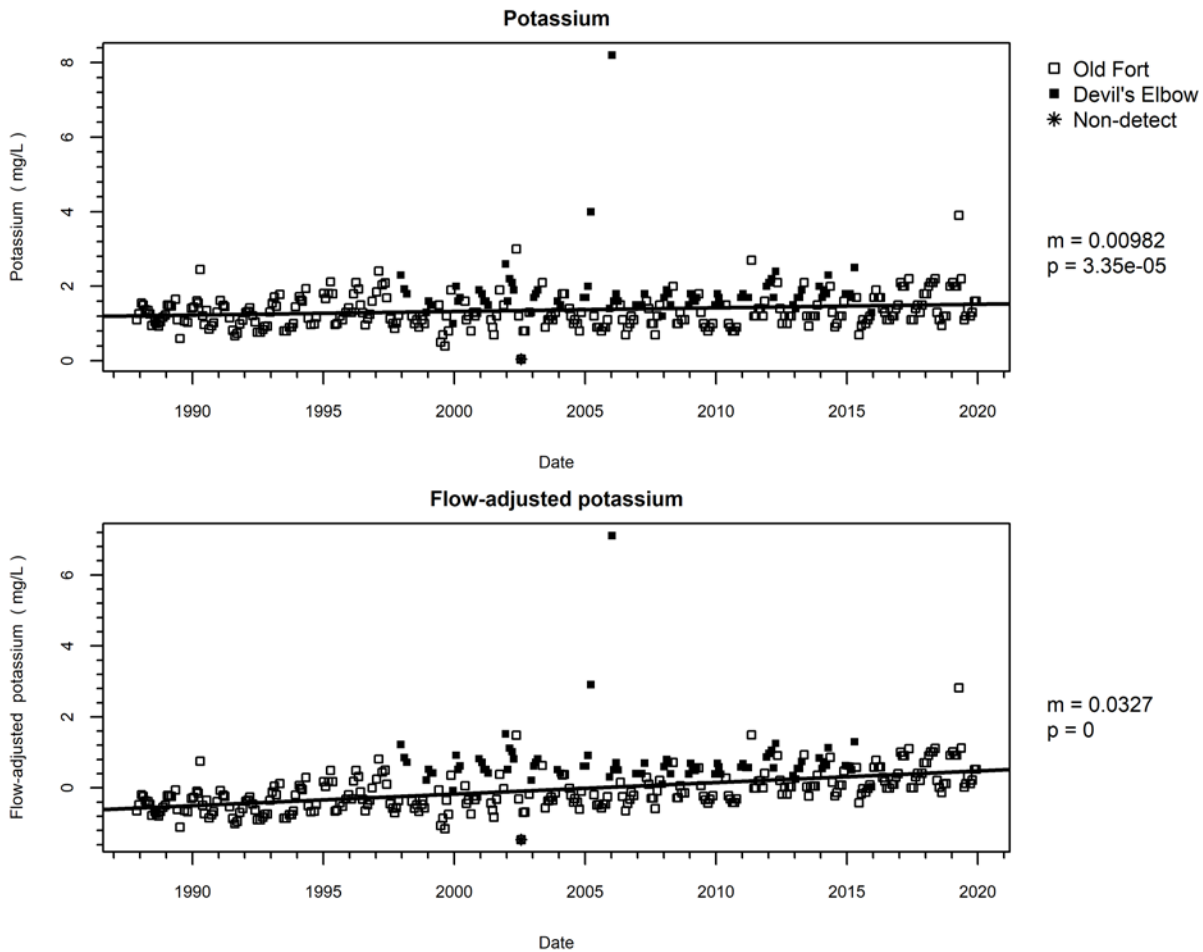 Potassium
Potassium ( mg/L )
8
6
4
2
0
1990 1995 2000 2005 2010 2015 2020
Date
Old Fort
Devil's Elbow
Non-detect
m = 0.00982
p = 3.35e-05
Flow-adjusted potassium
Flow-adjusted potassium ( mg/L )
6
4
2
0
1990 1995 2000 2005 2010 2015 2020
Date
m = 0.0327
p = 0